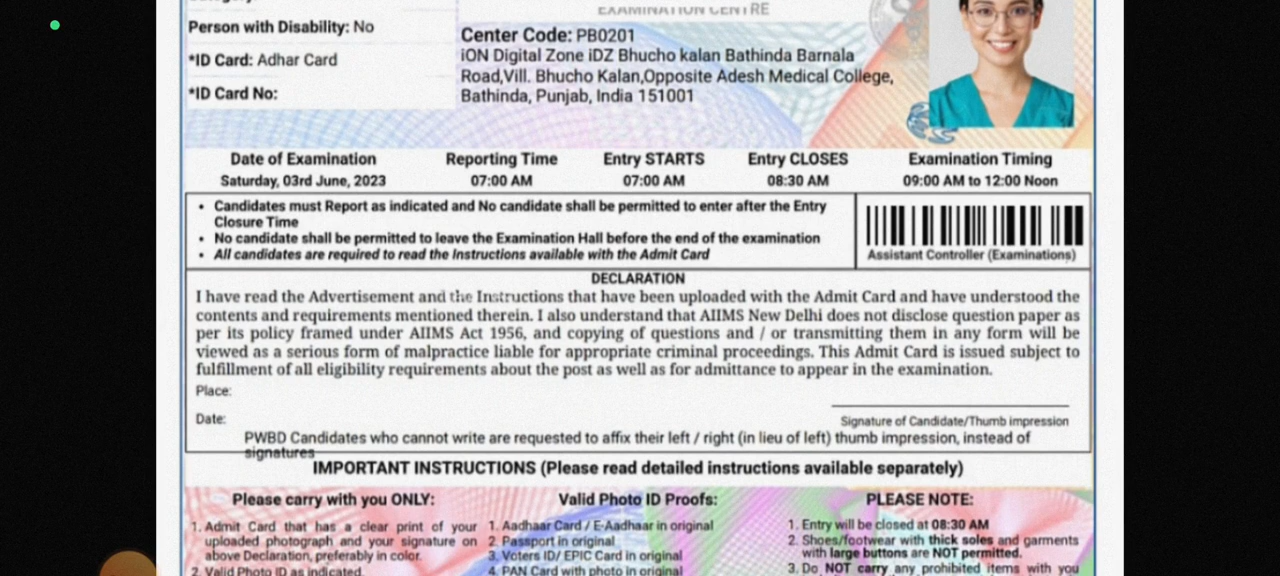 Person with Disability: No
*ID Card: Adhar Card
*ID Card No:
EXAMINATION CENTRE
Center Code: PB0201
iON Digital Zone iDZ Bhucho kalan Bathinda Barnala
Road,Vill. Bhucho Kalan,Opposite Adesh Medical College,
Bathinda, Punjab, India 151001
Date of Examination Reporting Time Entry STARTS Entry CLOSES Examination Timing
Saturday, 03rd June, 2023 07:00 AM 07:00 AM 08:30 AM 09:00 AM to 12:00 Noon
• Candidates must Report as indicated and No candidate shall be permitted to enter after the Entry
Closure Time
• No candidate shall be permitted to leave the Examination Hall before the end of the examination
• All candidates are required to read the Instructions available with the Admit Card
Assistant Controller (Examinations)
DECLARATION
I have read the Advertisement and the Instructions that have been uploaded with the Admit Card and have understood the
contents and requirements mentioned therein. I also understand that AIIMS New Delhi does not disclose question paper as
per its policy framed under AIIMS Act 1956, and copying of questions and / or transmitting them in any form will be
viewed as a serious form of malpractice liable for appropriate criminal proceedings. This Admit Card is issued subject to
fulfillment of all eligibility requirements about the post as well as for admittance to appear in the examination.
Place:
Date:
Signature of Candidate/Thumb impression
PWBD Candidates who cannot write are requested to affix their left / right (in lieu of left) thumb impression, instead of
signatures
IMPORTANT INSTRUCTIONS (Please read detailed instructions available separately)
Please carry with you ONLY:
1. Admit Card that has a clear print of your
uploaded photograph and your signature on
above Declaration, preferably in color.
2. Valid Photo ID as indicated.
Valid Photo ID Proofs:
1. Aadhaar Card / E-Aadhaar in original
2. Passport in original
3. Voters ID/ EPIC Card in original
4. PAN Card with photo in original
PLEASE NOTE:
1. Entry will be closed at 08:30 AM
2. Shoes/footwear with thick soles and garments
with large buttons are NOT permitted.
3. Do NOT carry any prohibited items with you